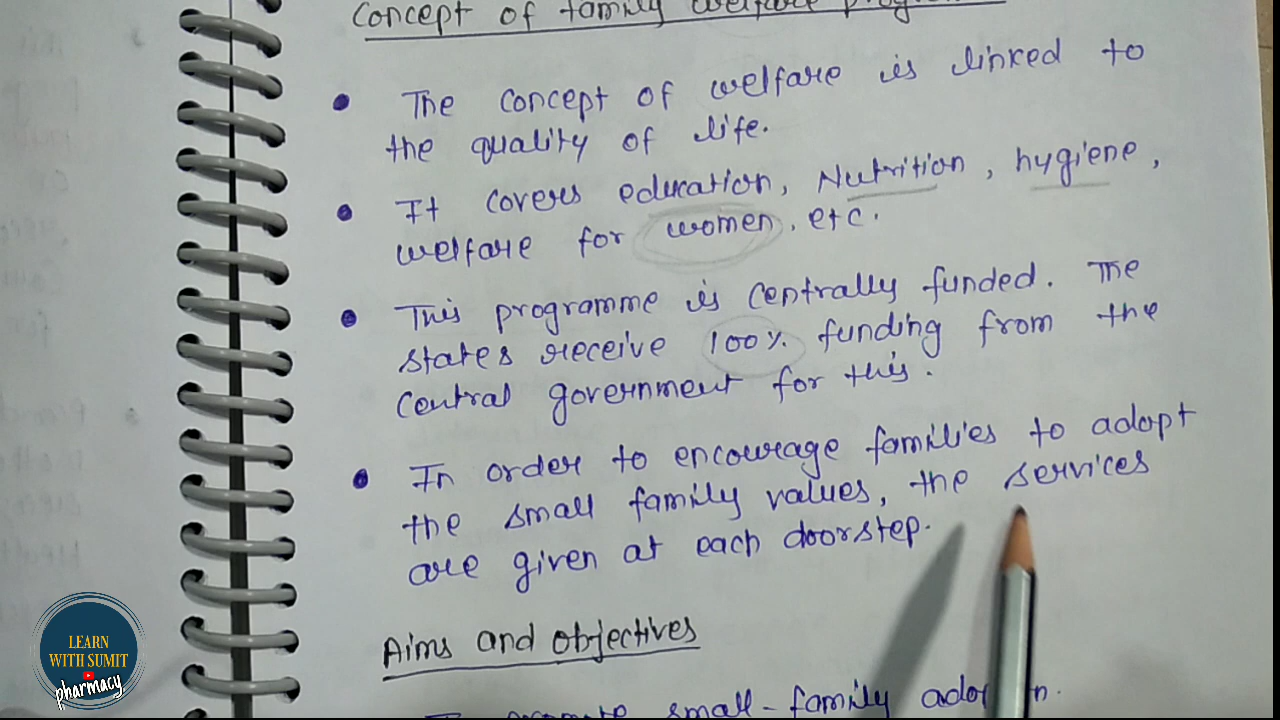 Concept of family welfare
• The concept of welfare is linked to
the quality of life.
• It covers education, Nutrition, hygiene,
welfare for women, etc.
• This programme is centrally funded. The
states receive 100% funding from the
central government for this.
• In order to encourage families to adopt
the small family values, the services
are given at each doorstep.
Aims and objectives
To promote small-family
LEARN
WITH SUMIT
pharmacy